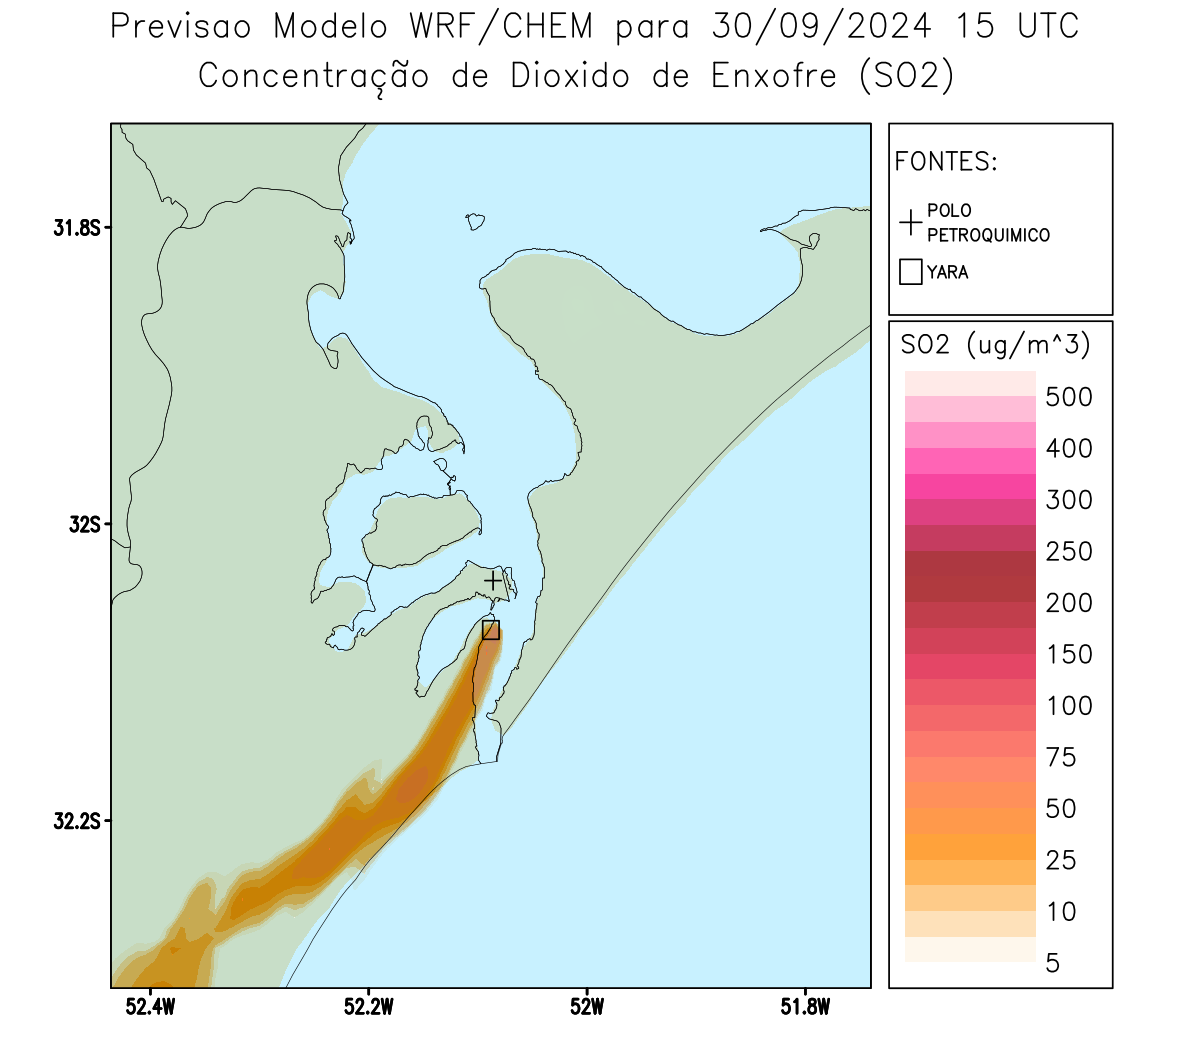 Previsao Modelo WRF/CHEM para 30/09/2024 15 UTC
Concentração de Dioxido de Enxofre (SO2)
FONTES:
POLO
PETROQUIMICO
YARA
31.8S
32S
32.2S
52.4W
52.2W
52W
51.8W
SO2 (ug/m^3)
500
400
300
250
200
150
100
75
50
25
10
5